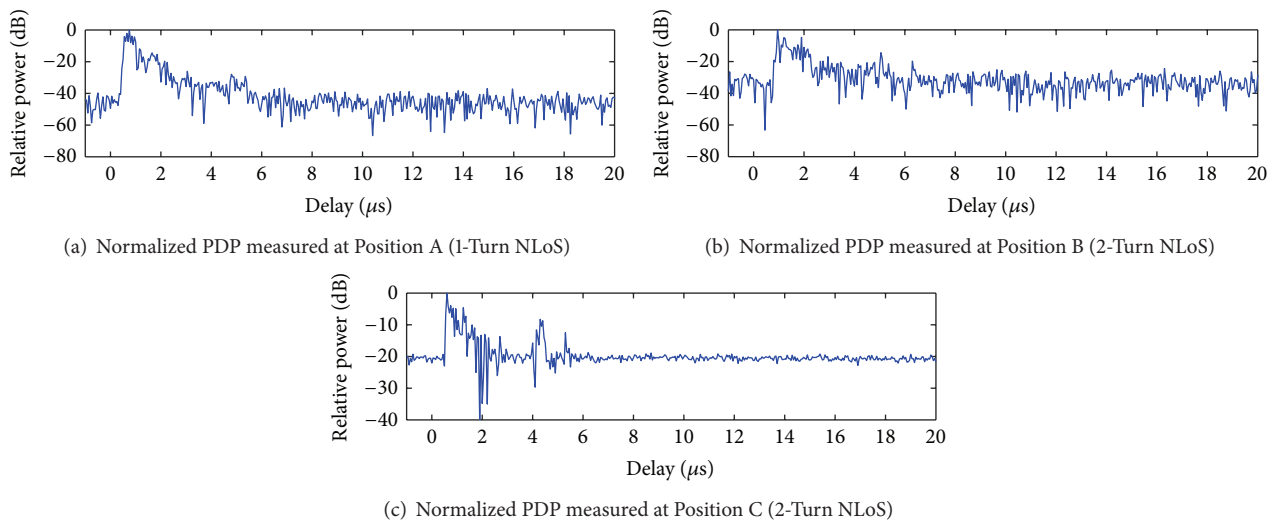 Relative power (dB)
0
−20
−40
−60
−80
0 2 4 6 8 10 12 14 16 18 20
Delay (μs)
(a) Normalized PDP measured at Position A (1-Turn NLoS)
Relative power (dB)
0
−20
−40
−60
−80
0 2 4 6 8 10 12 14 16 18 20
Delay (μs)
(b) Normalized PDP measured at Position B (2-Turn NLoS)
Relative power (dB)
0
−10
−20
−30
−40
0 2 4 6 8 10 12 14 16 18 20
Delay (μs)
(c) Normalized PDP measured at Position C (2-Turn NLoS)